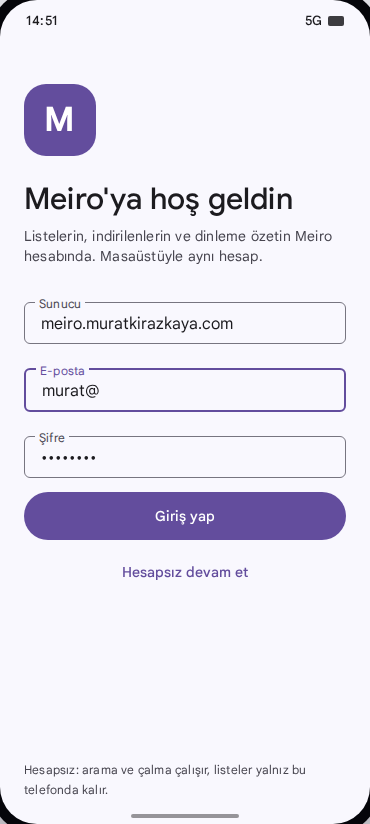 14:51
5G
M
Meiro'ya hoş geldin
Listelerin, indirilenlerin ve dinleme özetin Meiro
hesabında. Masaüstüyle aynı hesap.
Sunucu
meiro.muratkirazkaya.com
E-posta
murat@
Şifre
••••••••
Giriş yap
Hesapsız devam et
Hesapsız: arama ve çalma çalışır, listeler yalnız bu
telefonda kalır.